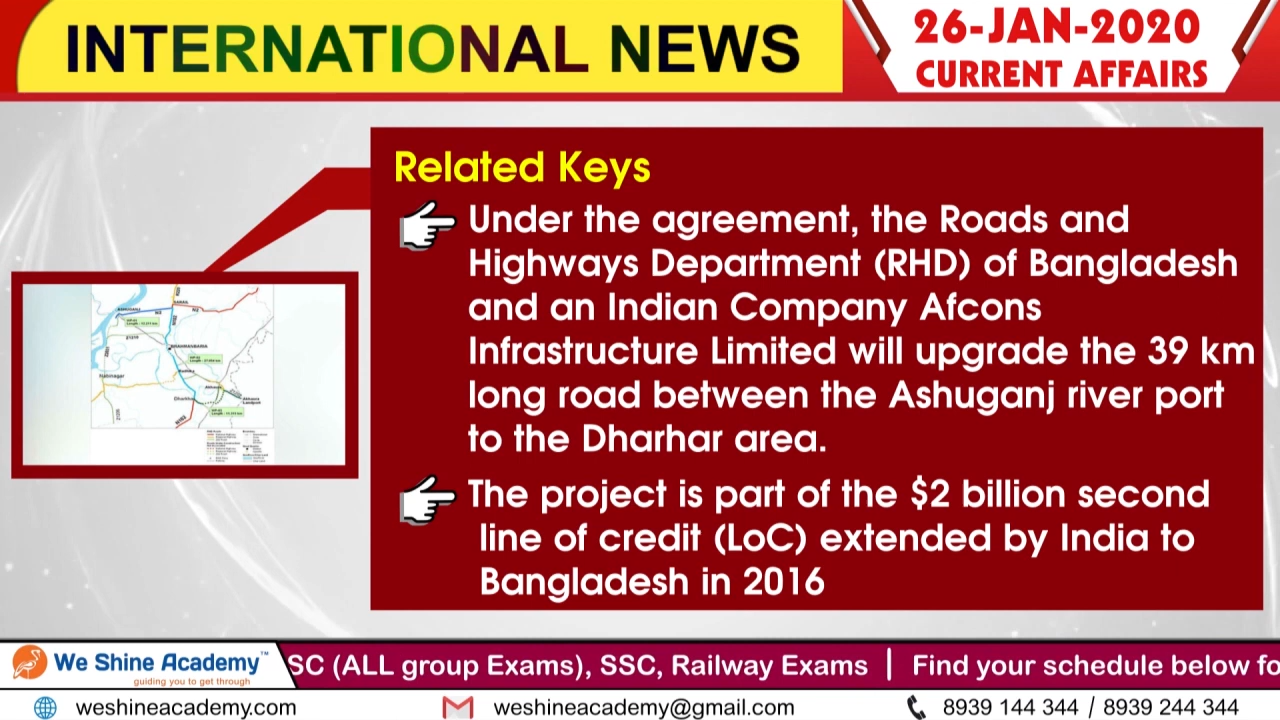 INTERNATIONAL NEWS
26-JAN-2020
CURRENT AFFAIRS
Related Keys
Under the agreement, the Roads and
Highways Department (RHD) of Bangladesh
and an Indian Company Afcons
Infrastructure Limited will upgrade the 39 km
long road between the Ashuganj river port
to the Dharhar area.
The project is part of the $2 billion second
line of credit (LoC) extended by India to
Bangladesh in 2016
We Shine Academy™
guiding you to get through
SC (ALL group Exams), SSC, Railway Exams | Find your schedule below fo
weshineacademy.com
weshineacademy@gmail.com
8939 144 344 / 8939 244 344